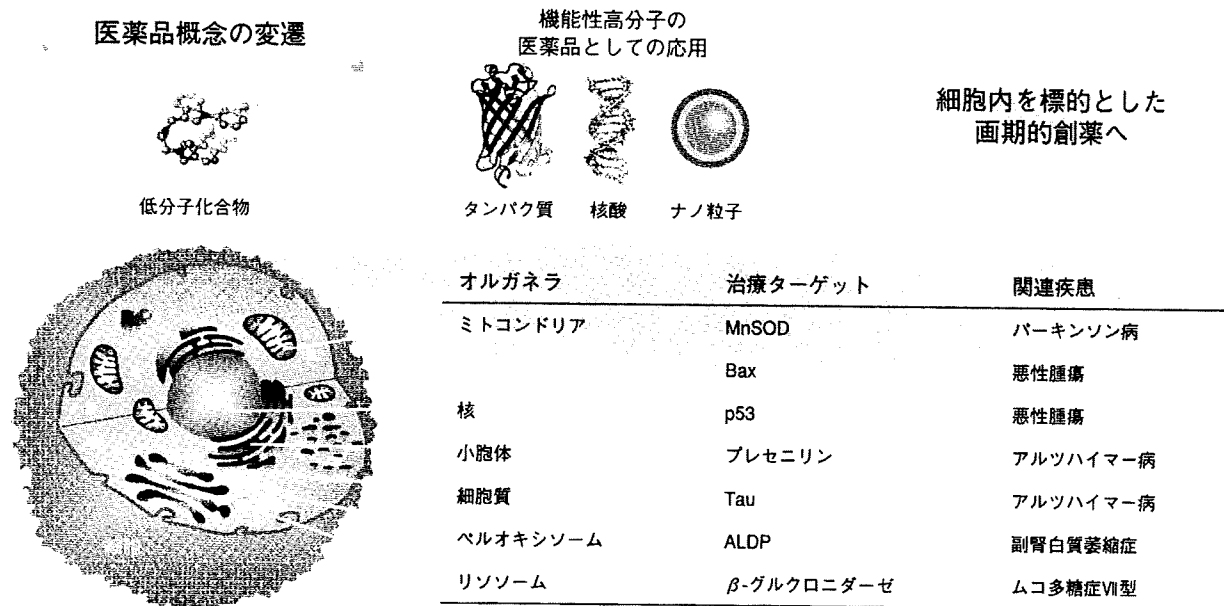 医薬品概念の変遷
機能性高分子の
医薬品としての応用
細胞内を標的とした
画期的創薬へ
低分子化合物
タンパク質 核酸 ナノ粒子
オルガネラ 治療ターゲット 関連疾患
ミトコンドリア MnSOD パーキンソン病
Bax 悪性腫瘍
核 p53 悪性腫瘍
小胞体 プレセニリン アルツハイマー病
細胞質 Tau アルツハイマー病
ペルオキシソーム ALDP 副腎白質萎縮症
リソソーム β-グルクロニダーゼ ムコ多糖症Ⅶ型